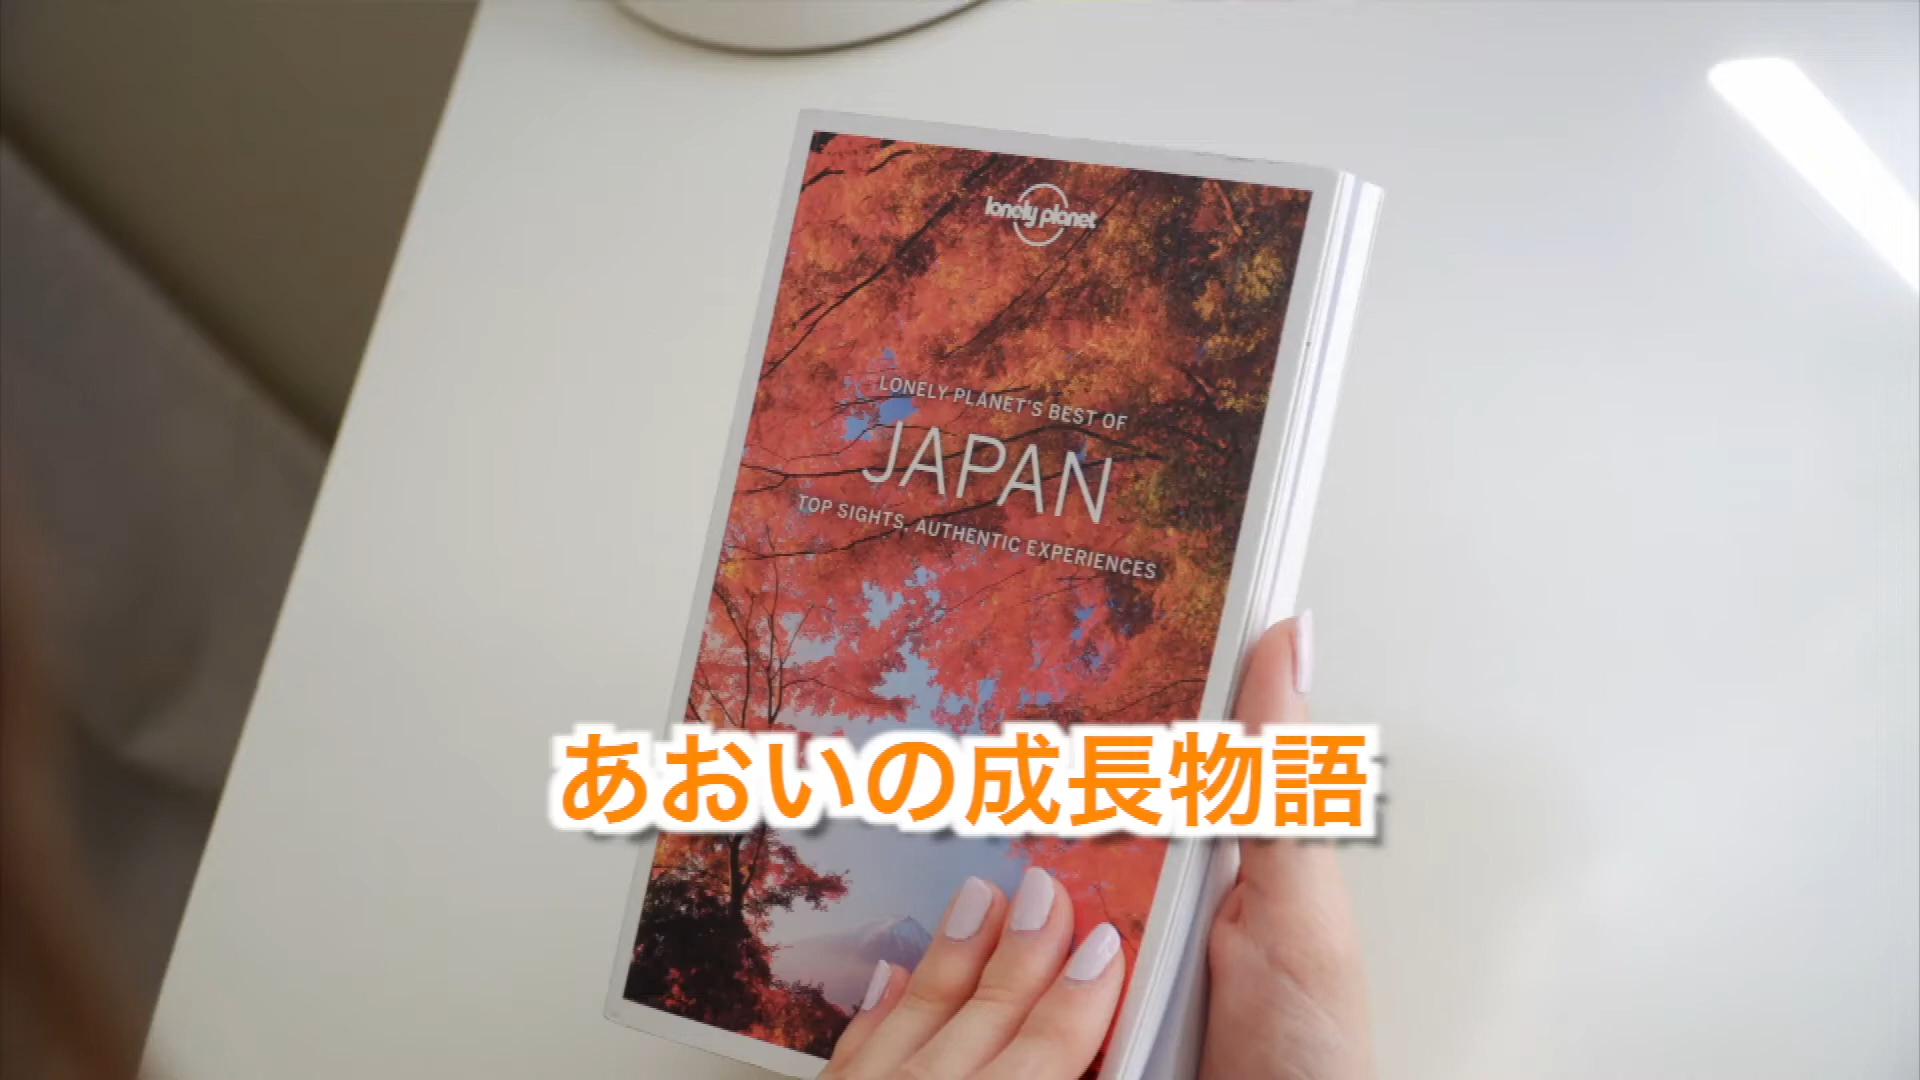 lonely planet
LONELY PLANET'S BEST OF
JAPAN
TOP SIGHTS, AUTHENTIC EXPERIENCES
あおいの成長物語